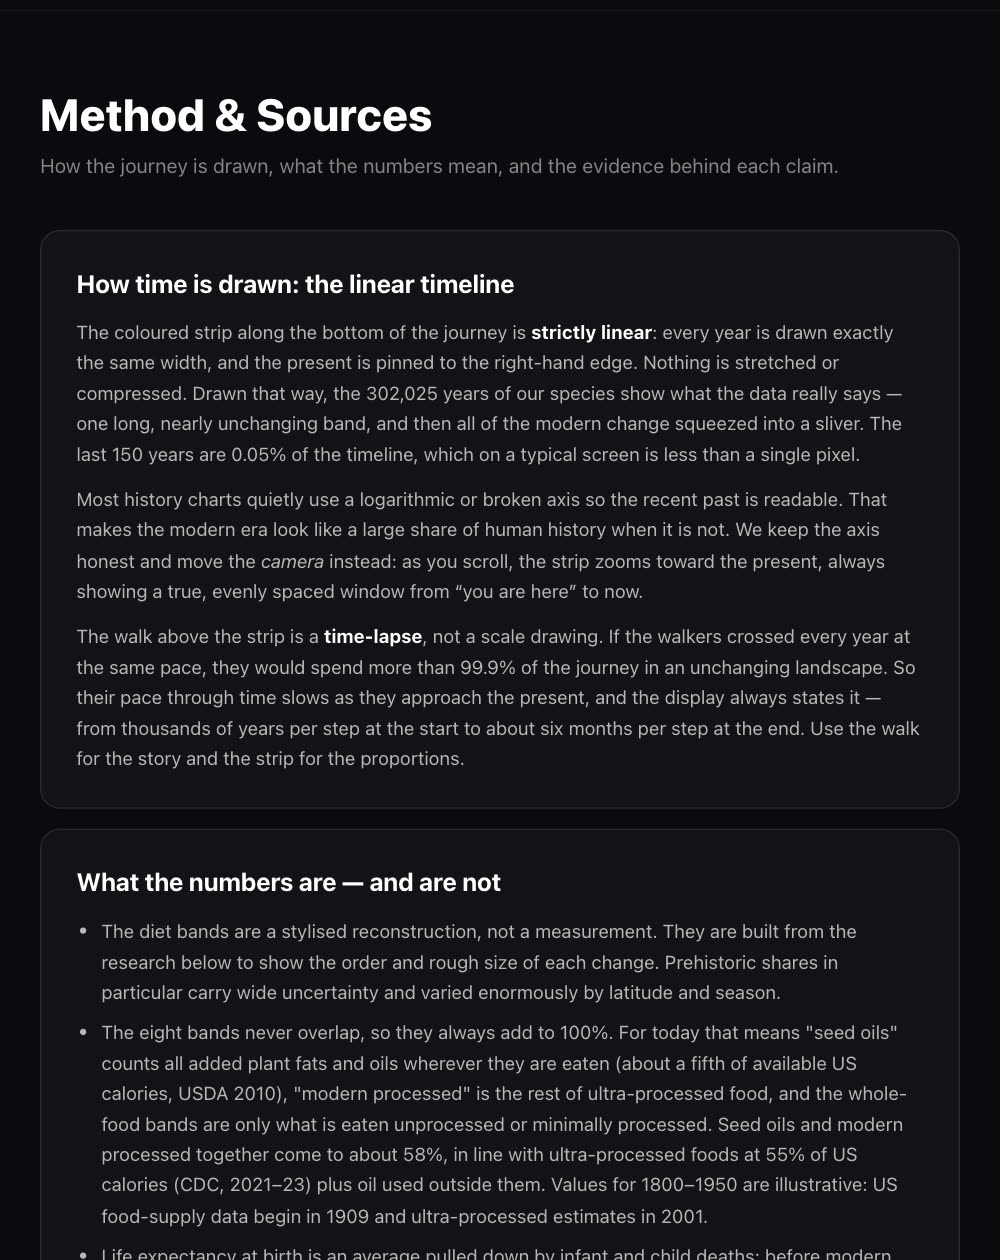 Method & Sources
How the journey is drawn, what the numbers mean, and the evidence behind each claim.
How time is drawn: the linear timeline
The coloured strip along the bottom of the journey is strictly linear: every year is drawn exactly
the same width, and the present is pinned to the right-hand edge. Nothing is stretched or
compressed. Drawn that way, the 302,025 years of our species show what the data really says —
one long, nearly unchanging band, and then all of the modern change squeezed into a sliver. The
last 150 years are 0.05% of the timeline, which on a typical screen is less than a single pixel.
Most history charts quietly use a logarithmic or broken axis so the recent past is readable. That
makes the modern era look like a large share of human history when it is not. We keep the axis
honest and move the camera instead: as you scroll, the strip zooms toward the present, always
showing a true, evenly spaced window from “you are here” to now.
The walk above the strip is a time-lapse, not a scale drawing. If the walkers crossed every year at
the same pace, they would spend more than 99.9% of the journey in an unchanging landscape. So
their pace through time slows as they approach the present, and the display always states it —
from thousands of years per step at the start to about six months per step at the end. Use the walk
for the story and the strip for the proportions.
What the numbers are — and are not
• The diet bands are a stylised reconstruction, not a measurement. They are built from the
research below to show the order and rough size of each change. Prehistoric shares in
particular carry wide uncertainty and varied enormously by latitude and season.
• The eight bands never overlap, so they always add to 100%. For today that means "seed oils"
counts all added plant fats and oils wherever they are eaten (about a fifth of available US
calories, USDA 2010), "modern processed" is the rest of ultra-processed food, and the whole-
food bands are only what is eaten unprocessed or minimally processed. Seed oils and modern
processed together come to about 58%, in line with ultra-processed foods at 55% of US
calories (CDC, 2021–23) plus oil used outside them. Values for 1800–1950 are illustrative: US
food-supply data begin in 1909 and ultra-processed estimates in 2001.
• Life expectancy at birth is an average pulled down by infant and child deaths: before modern